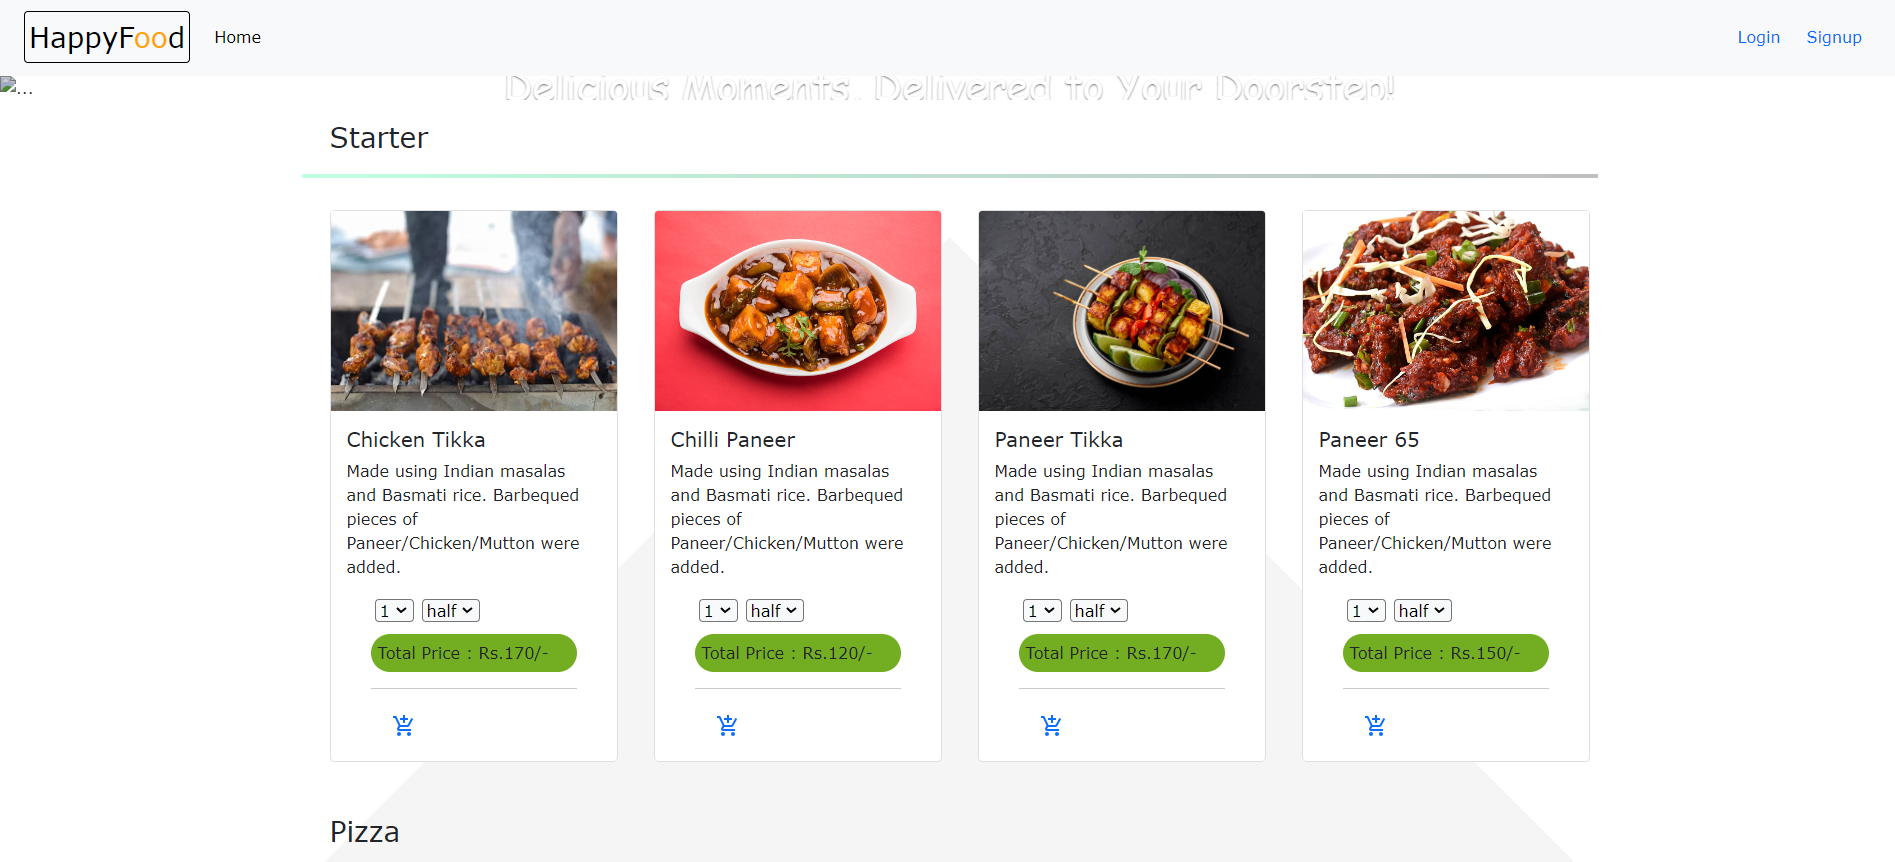 HappyFood
Home
Login
Signup
...
Delicious Moments, Delivered to Your Doorstep!
Starter
Chicken Tikka
Made using Indian masalas
and Basmati rice. Barbequed
pieces of
Paneer/Chicken/Mutton were
added.
1
half
Total Price : Rs.170/-
Chilli Paneer
Made using Indian masalas
and Basmati rice. Barbequed
pieces of
Paneer/Chicken/Mutton were
added.
1
half
Total Price : Rs.120/-
Paneer Tikka
Made using Indian masalas
and Basmati rice. Barbequed
pieces of
Paneer/Chicken/Mutton were
added.
1
half
Total Price : Rs.170/-
Paneer 65
Made using Indian masalas
and Basmati rice. Barbequed
pieces of
Paneer/Chicken/Mutton were
added.
1
half
Total Price : Rs.150/-
Pizza